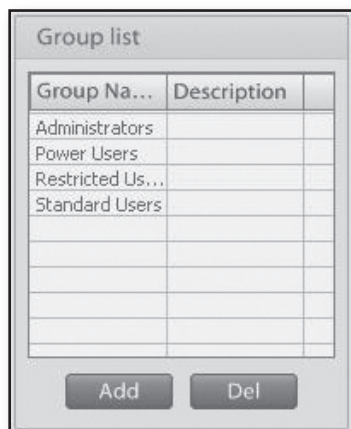 Group list
Group Na... Description
Administrators
Power Users
Restricted Us...
Standard Users
Add Del